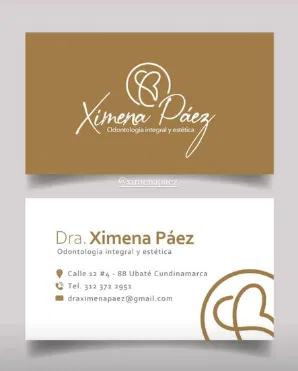 Ximena Páez
Odontología integral y estética
@ximenapaez
Dra. Ximena Páez
Odontología integral y estética
Calle 12 #4 - 88 Ubaté Cundinamarca
Tel. 312 372 2951
draximenapaez@gmail.com